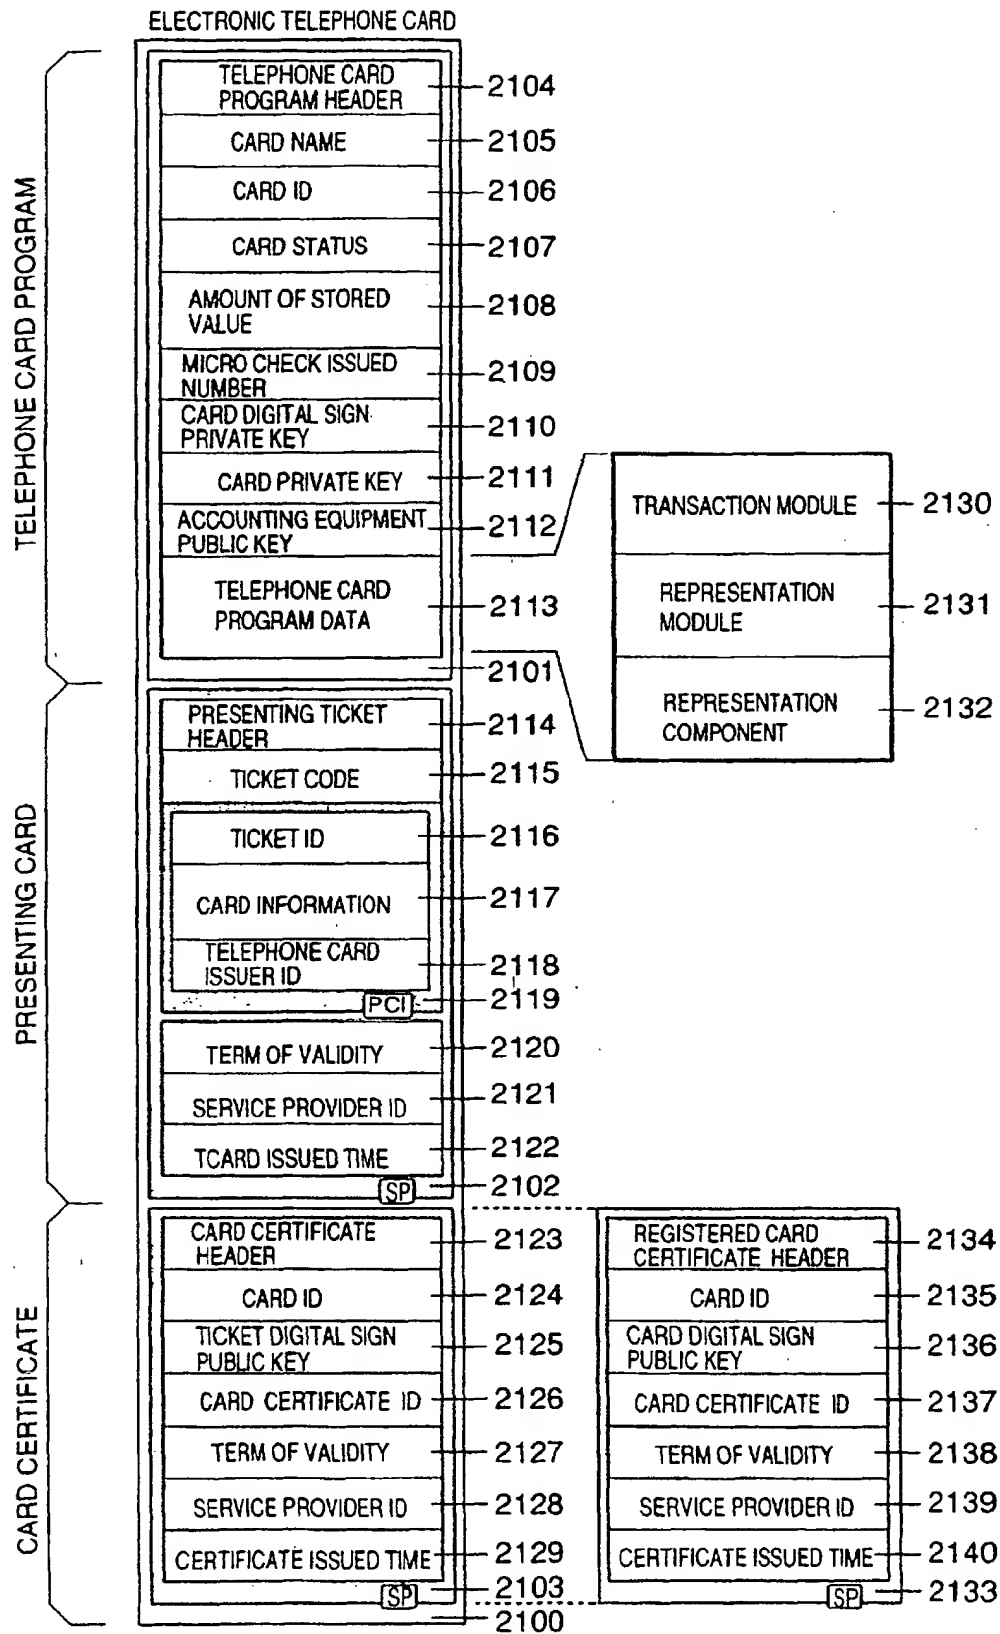 ELECTRONIC TELEPHONE CARD
TELEPHONE CARD PROGRAM
TELEPHONE CARD
PROGRAM HEADER
2104
CARD NAME
2105
CARD ID
2106
CARD STATUS
2107
AMOUNT OF STORED
VALUE
2108
MICRO CHECK ISSUED
NUMBER
2109
CARD DIGITAL SIGN
PRIVATE KEY
2110
CARD PRIVATE KEY
2111
ACCOUNTING EQUIPMENT
PUBLIC KEY
2112
TELEPHONE CARD
PROGRAM DATA
2113
2101
TRANSACTION MODULE
2130
REPRESENTATION
MODULE
2131
REPRESENTATION
COMPONENT
2132
PRESENTING CARD
PRESENTING TICKET
HEADER
2114
TICKET CODE
2115
TICKET ID
2116
CARD INFORMATION
2117
TELEPHONE CARD
ISSUER ID
2118
PCI
2119
TERM OF VALIDITY
2120
SERVICE PROVIDER ID
2121
TCARD ISSUED TIME
2122
SP
2102
CARD CERTIFICATE
CARD CERTIFICATE
HEADER
2123
CARD ID
2124
TICKET DIGITAL SIGN
PUBLIC KEY
2125
CARD CERTIFICATE ID
2126
TERM OF VALIDITY
2127
SERVICE PROVIDER ID
2128
CERTIFICATE ISSUED TIME
2129
SP
2103
2100
REGISTERED CARD
CERTIFICATE HEADER
2134
CARD ID
2135
CARD DIGITAL SIGN
PUBLIC KEY
2136
CARD CERTIFICATE ID
2137
TERM OF VALIDITY
2138
SERVICE PROVIDER ID
2139
CERTIFICATE ISSUED TIME
2140
SP
2133